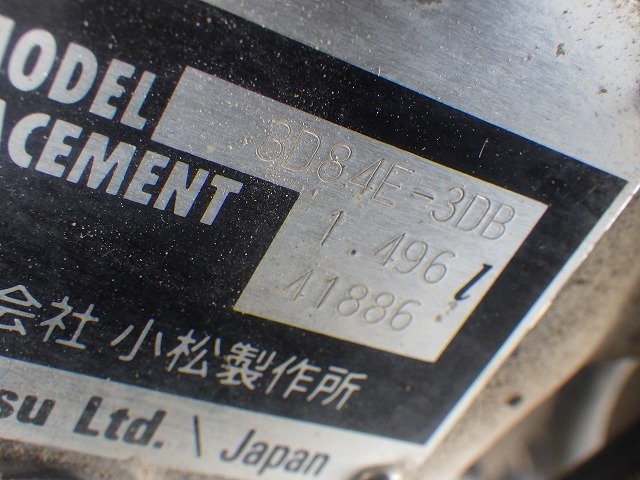 MODEL 3D84E-3DB
ACEMENT 1.496 l
41886
会社 小松製作所
su Ltd. \ Japan